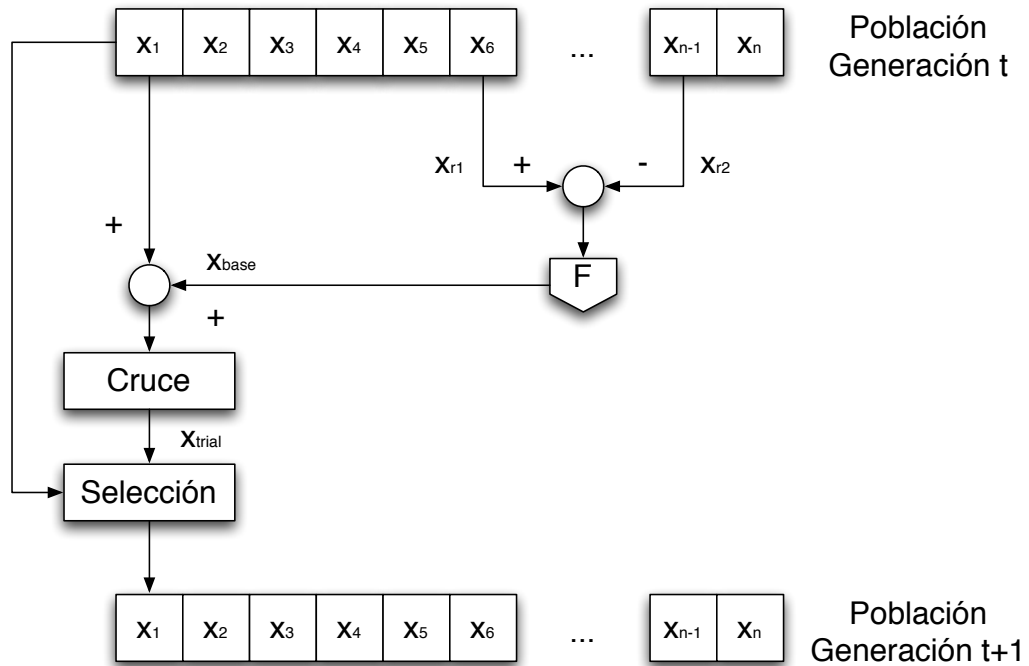 x1 x2 x3 x4 x5 x6 ... xn-1 xn
Población
Generación t
xr1 + - xr2
+
F
xbase
+
Cruce
xtrial
Selección
x1 x2 x3 x4 x5 x6 ... xn-1 xn
Población
Generación t+1